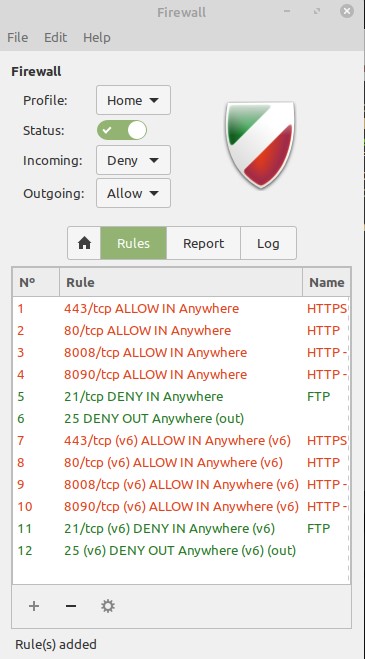 Firewall
File Edit Help
Firewall
Profile: Home
Status:
Incoming: Deny
Outgoing: Allow
Rules Report Log
Nº Rule Name
1 443/tcp ALLOW IN Anywhere HTTPS
2 80/tcp ALLOW IN Anywhere HTTP
3 8008/tcp ALLOW IN Anywhere HTTP -
4 8090/tcp ALLOW IN Anywhere HTTP -
5 21/tcp DENY IN Anywhere FTP
6 25 DENY OUT Anywhere (out)
7 443/tcp (v6) ALLOW IN Anywhere (v6) HTTPS
8 80/tcp (v6) ALLOW IN Anywhere (v6) HTTP
9 8008/tcp (v6) ALLOW IN Anywhere (v6) HTTP -
10 8090/tcp (v6) ALLOW IN Anywhere (v6) HTTP -
11 21/tcp (v6) DENY IN Anywhere (v6) FTP
12 25 (v6) DENY OUT Anywhere (v6) (out)
Rule(s) added